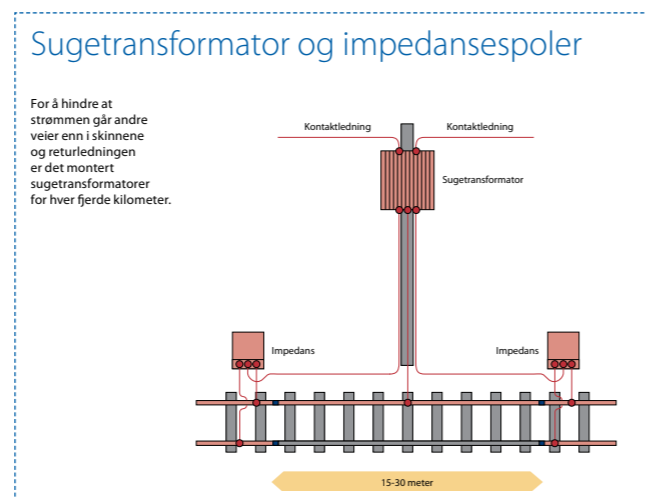 Sugetransformator og impedansespoler
For å hindre at
strømmen går andre
veier enn i skinnene
og returledningen
er det montert
sugetransformatorer
for hver fjerde kilometer.
Kontaktledning
Kontaktledning
Sugetransformator
Impedans
Impedans
15-30 meter